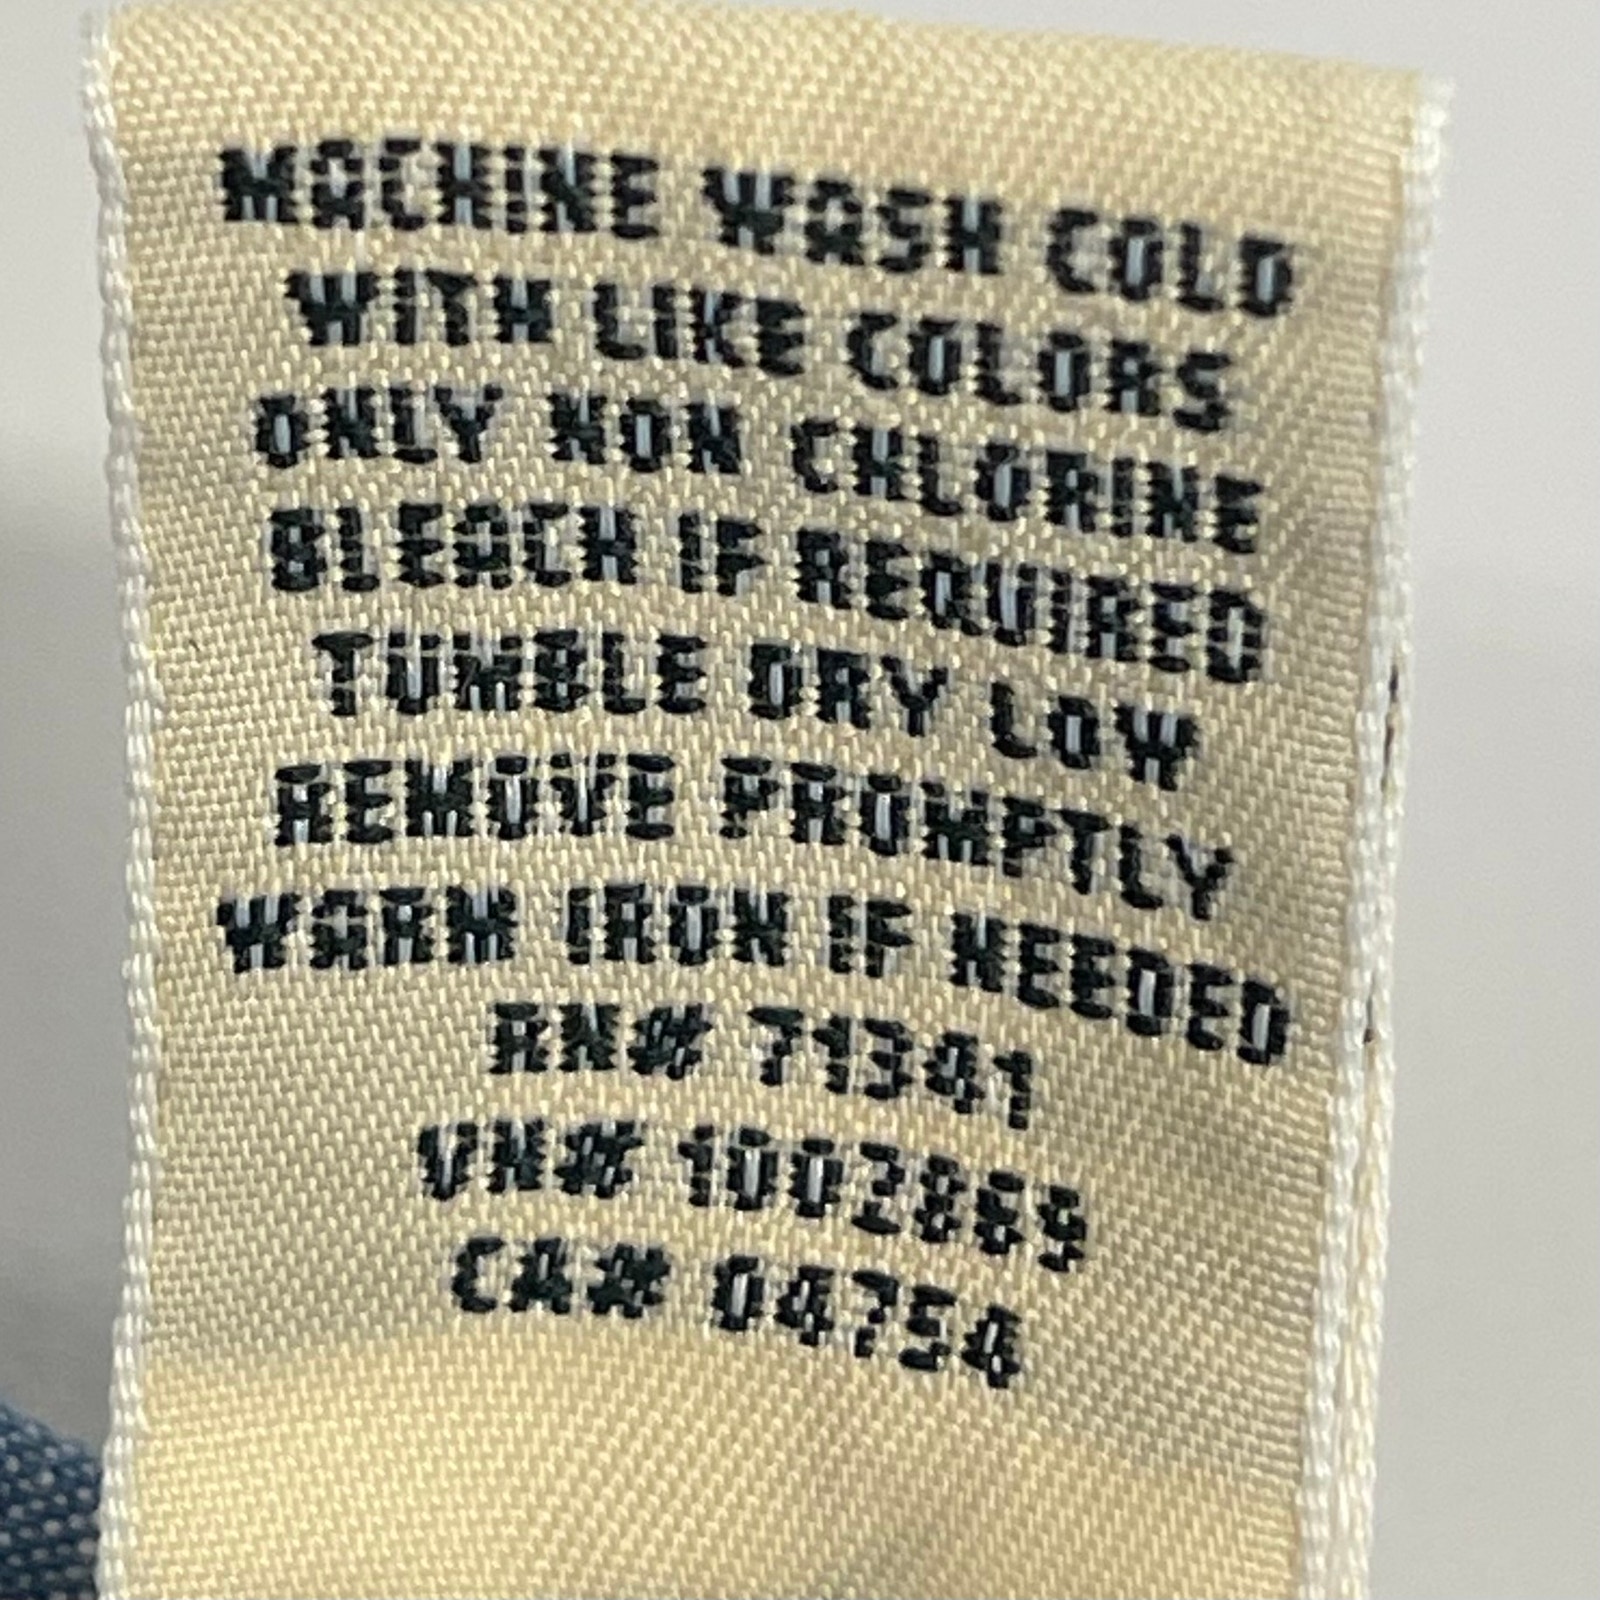 MACHINE WASH COLD
WITH LIKE COLORS
ONLY NON CHLORINE
BLEACH IF REQUIRED
TUMBLE DRY LOW
REMOVE PROMPTLY
WARM IRON IF NEEDED
RN# 71341
VN# 1002869
CA# 04754